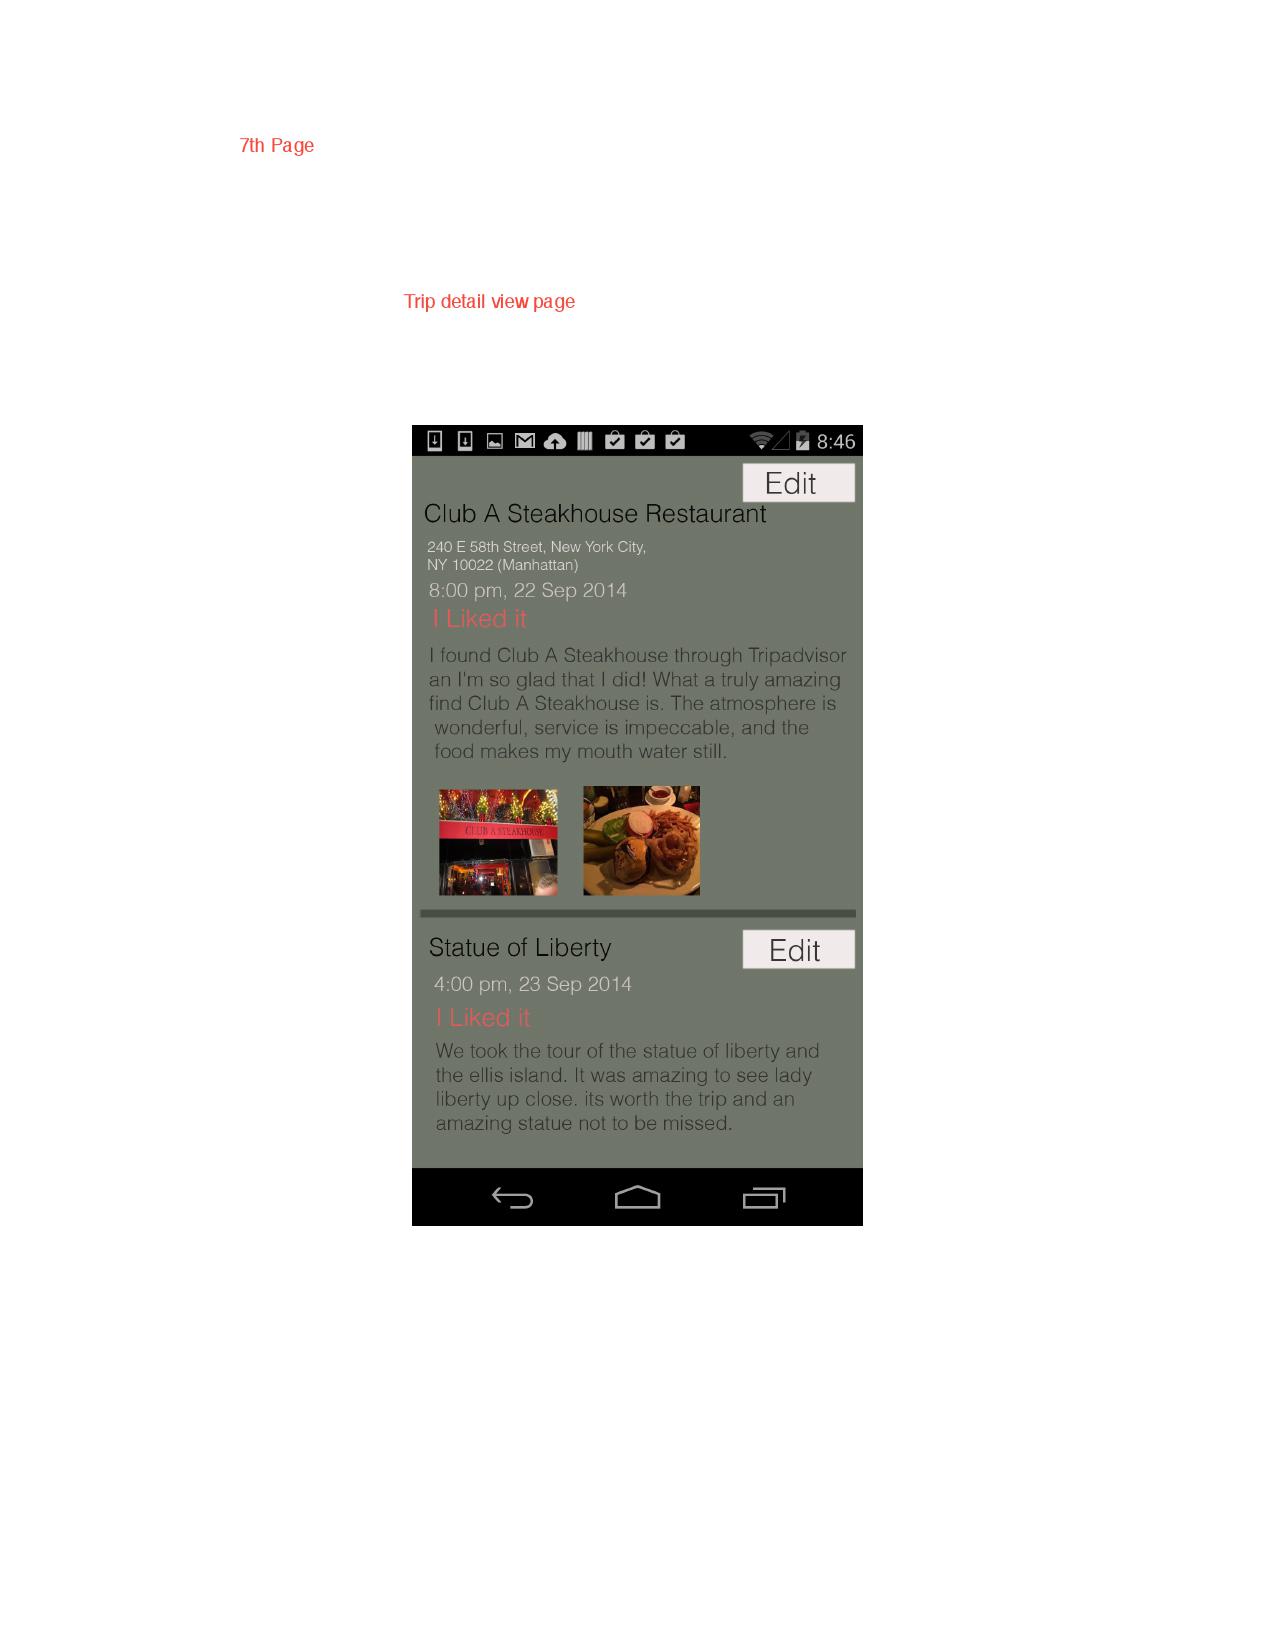 7th Page
Trip detail view page
8:46
Edit
Club A Steakhouse Restaurant
240 E 58th Street, New York City,
NY 10022 (Manhattan)
8:00 pm, 22 Sep 2014
I Liked it
I found Club A Steakhouse through Tripadvisor
an I'm so glad that I did! What a truly amazing
find Club A Steakhouse is. The atmosphere is
wonderful, service is impeccable, and the
food makes my mouth water still.
CLUB A STEAKHOUSE
Statue of Liberty
Edit
4:00 pm, 23 Sep 2014
I Liked it
We took the tour of the statue of liberty and
the ellis island. It was amazing to see lady
liberty up close. its worth the trip and an
amazing statue not to be missed.